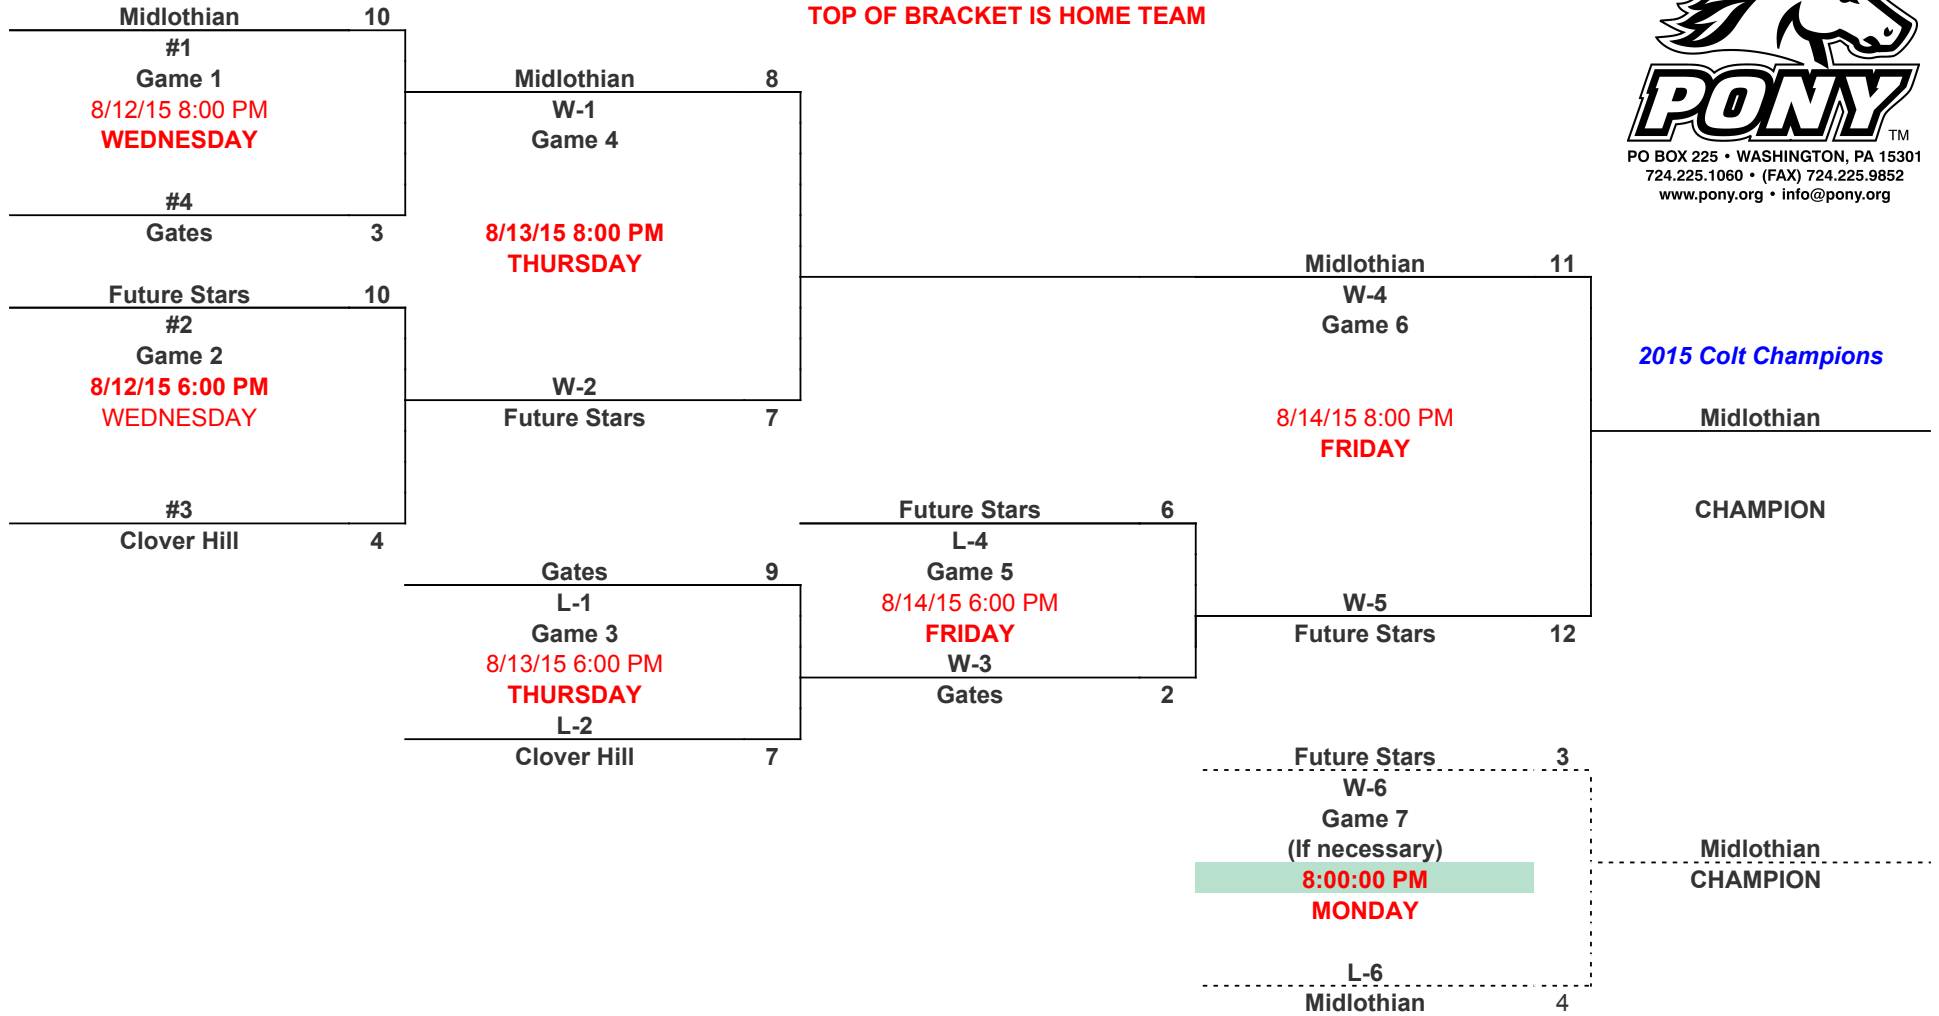 TOP OF BRACKET IS HOME TEAM
Midlothian 10
#1
Game 1
8/12/15 8:00 PM
WEDNESDAY
#4
Gates 3
Future Stars 10
#2
Game 2
8/12/15 6:00 PM
WEDNESDAY
#3
Clover Hill 4
Midlothian 8
W-1
Game 4
8/13/15 8:00 PM
THURSDAY
W-2
Future Stars 7
Gates 9
L-1
Game 3
8/13/15 6:00 PM
THURSDAY
L-2
Clover Hill 7
Future Stars 6
L-4
Game 5
8/14/15 6:00 PM
FRIDAY
W-3
Gates 2
Midlothian 11
W-4
Game 6
8/14/15 8:00 PM
FRIDAY
W-5
Future Stars 12
Future Stars 3
W-6
Game 7
(If necessary)
8:00:00 PM
MONDAY
L-6
Midlothian 4
PONY TM
PO BOX 225 • WASHINGTON, PA 15301
724.225.1060 • (FAX) 724.225.9852
www.pony.org • info@pony.org
2015 Colt Champions
Midlothian
CHAMPION
Midlothian
CHAMPION